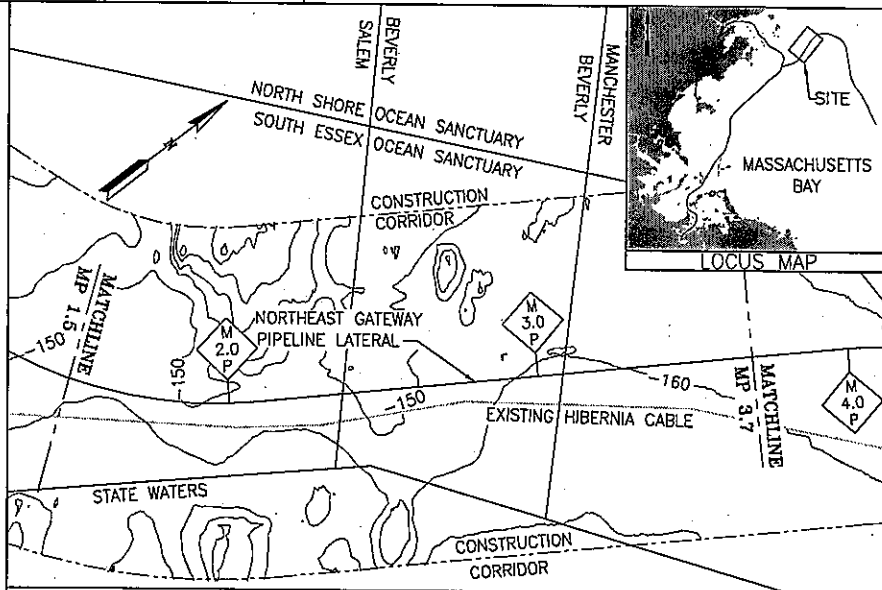 BEVERLY
SALEM
MANCHESTER
BEVERLY
NORTH SHORE OCEAN SANCTUARY
SOUTH ESSEX OCEAN SANCTUARY
N
SITE
MASSACHUSETTS
BAY
LOCUS MAP
CONSTRUCTION
CORRIDOR
MATCHLINE
MP 1.5
-150
-150
M
2.0
P
NORTHEAST GATEWAY
PIPELINE LATERAL
M
3.0
P
-150
-160
EXISTING HIBERNIA CABLE
MATCHLINE
MP 3.7
M
4.0
P
STATE WATERS
CONSTRUCTION
CORRIDOR